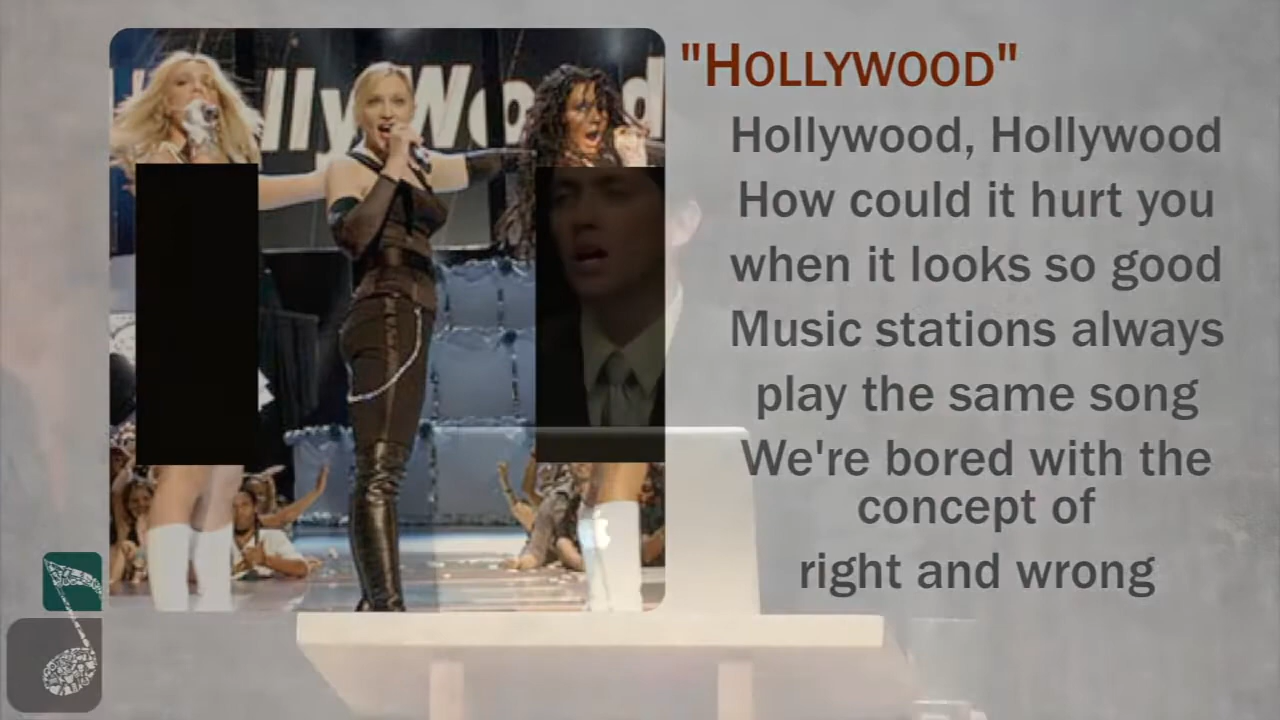 HollyWood
"HOLLYWOOD"
Hollywood, Hollywood
How could it hurt you
when it looks so good
Music stations always
play the same song
We're bored with the
concept of
right and wrong